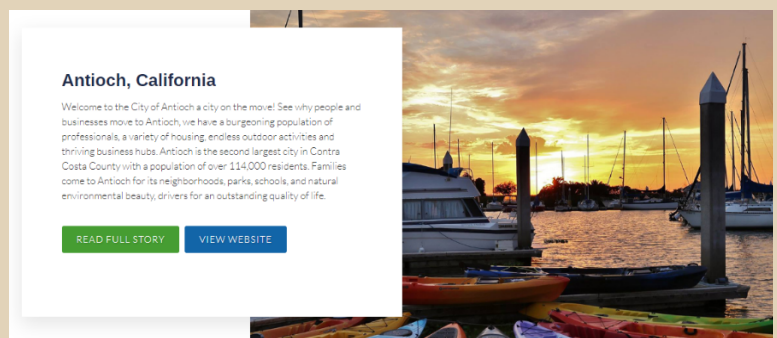 Antioch, California
Welcome to the City of Antioch a city on the move! See why people and
businesses move to Antioch, we have a burgeoning population of
professionals, a variety of housing, endless outdoor activities and
thriving business hubs. Antioch is the second largest city in Contra
Costa County with a population of over 114,000 residents. Families
come to Antioch for its neighborhoods, parks, schools, and natural
environmental beauty, drivers for an outstanding quality of life.
READ FULL STORY
VIEW WEBSITE